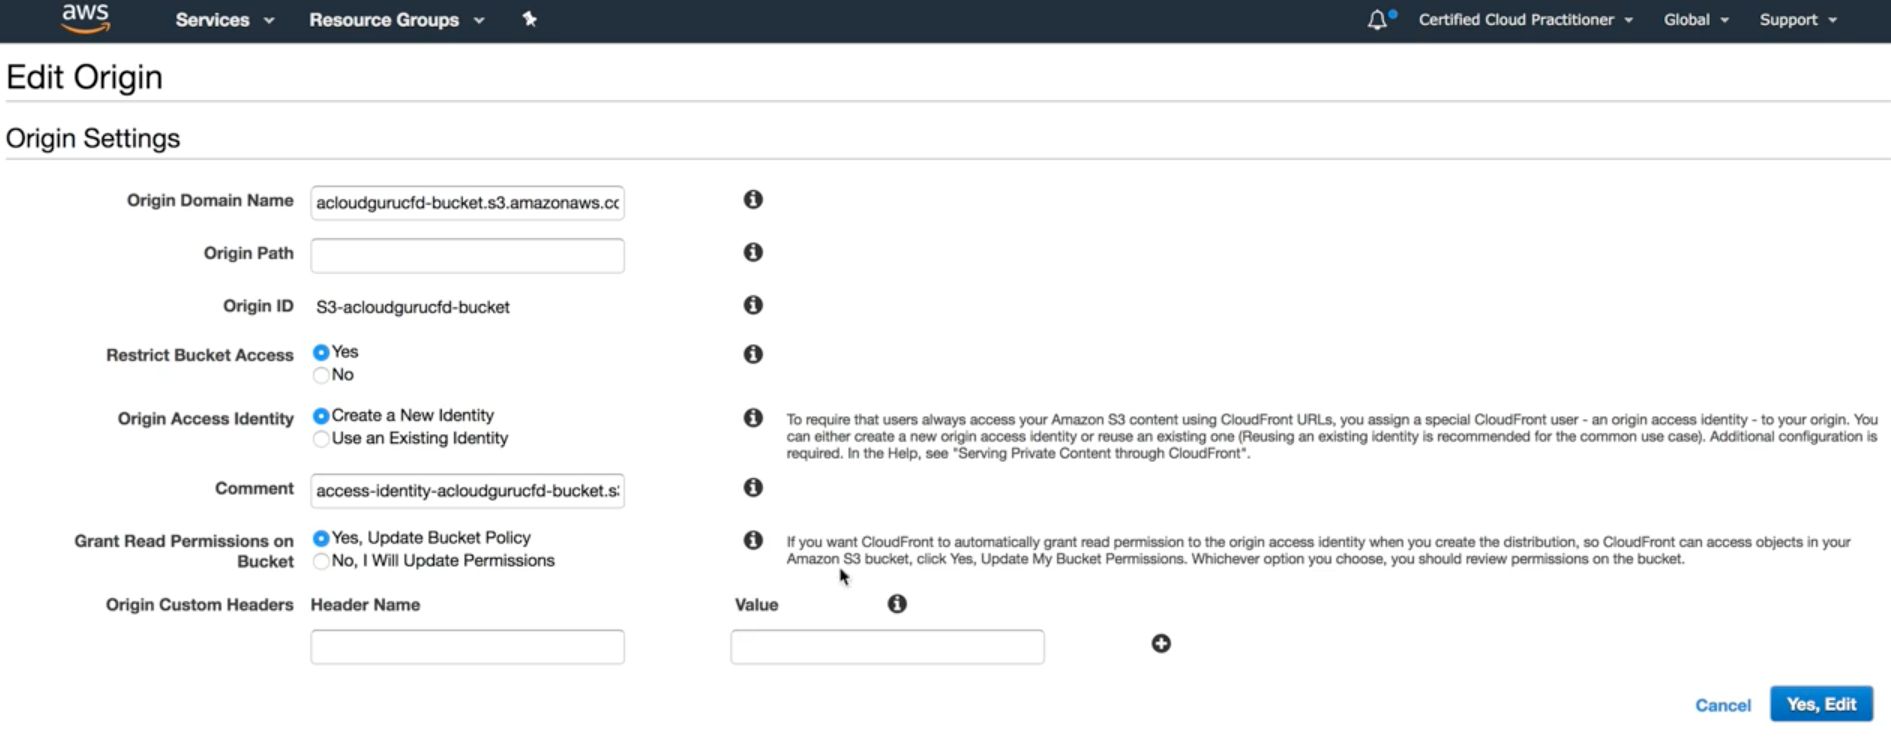 aws Services Resource Groups Certified Cloud Practitioner Global Support
Edit Origin
Origin Settings
Origin Domain Name acloudgurucfd-bucket.s3.amazonaws.cc
Origin Path
Origin ID S3-acloudgurucfd-bucket
Restrict Bucket Access Yes
No
Origin Access Identity Create a New Identity
Use an Existing Identity
To require that users always access your Amazon S3 content using CloudFront URLs, you assign a special CloudFront user - an origin access identity - to your origin. You
can either create a new origin access identity or reuse an existing one (Reusing an existing identity is recommended for the common use case). Additional configuration is
required. In the Help, see "Serving Private Content through CloudFront".
Comment access-identity-acloudgurucfd-bucket.s
Grant Read Permissions on
Bucket
Yes, Update Bucket Policy
No, I Will Update Permissions
If you want CloudFront to automatically grant read permission to the origin access identity when you create the distribution, so CloudFront can access objects in your
Amazon S3 bucket, click Yes, Update My Bucket Permissions. Whichever option you choose, you should review permissions on the bucket.
Origin Custom Headers Header Name Value
Cancel Yes, Edit